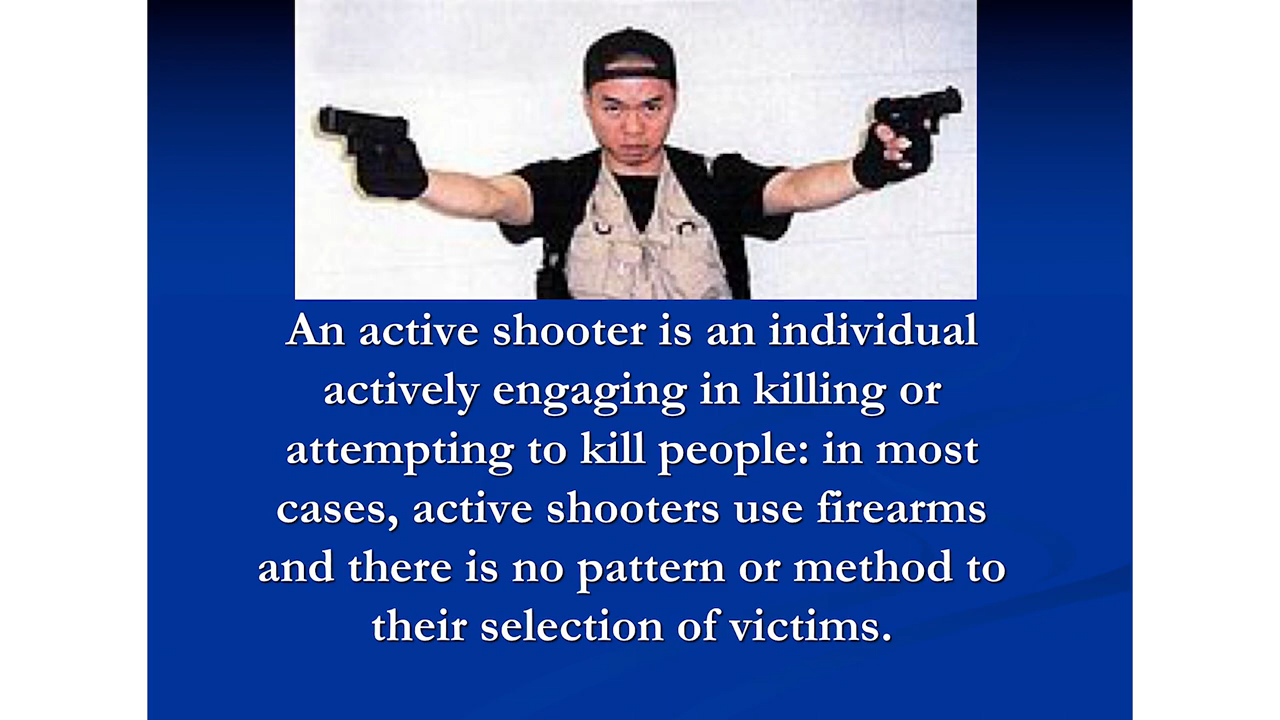 An active shooter is an individual
actively engaging in killing or
attempting to kill people: in most
cases, active shooters use firearms
and there is no pattern or method to
their selection of victims.